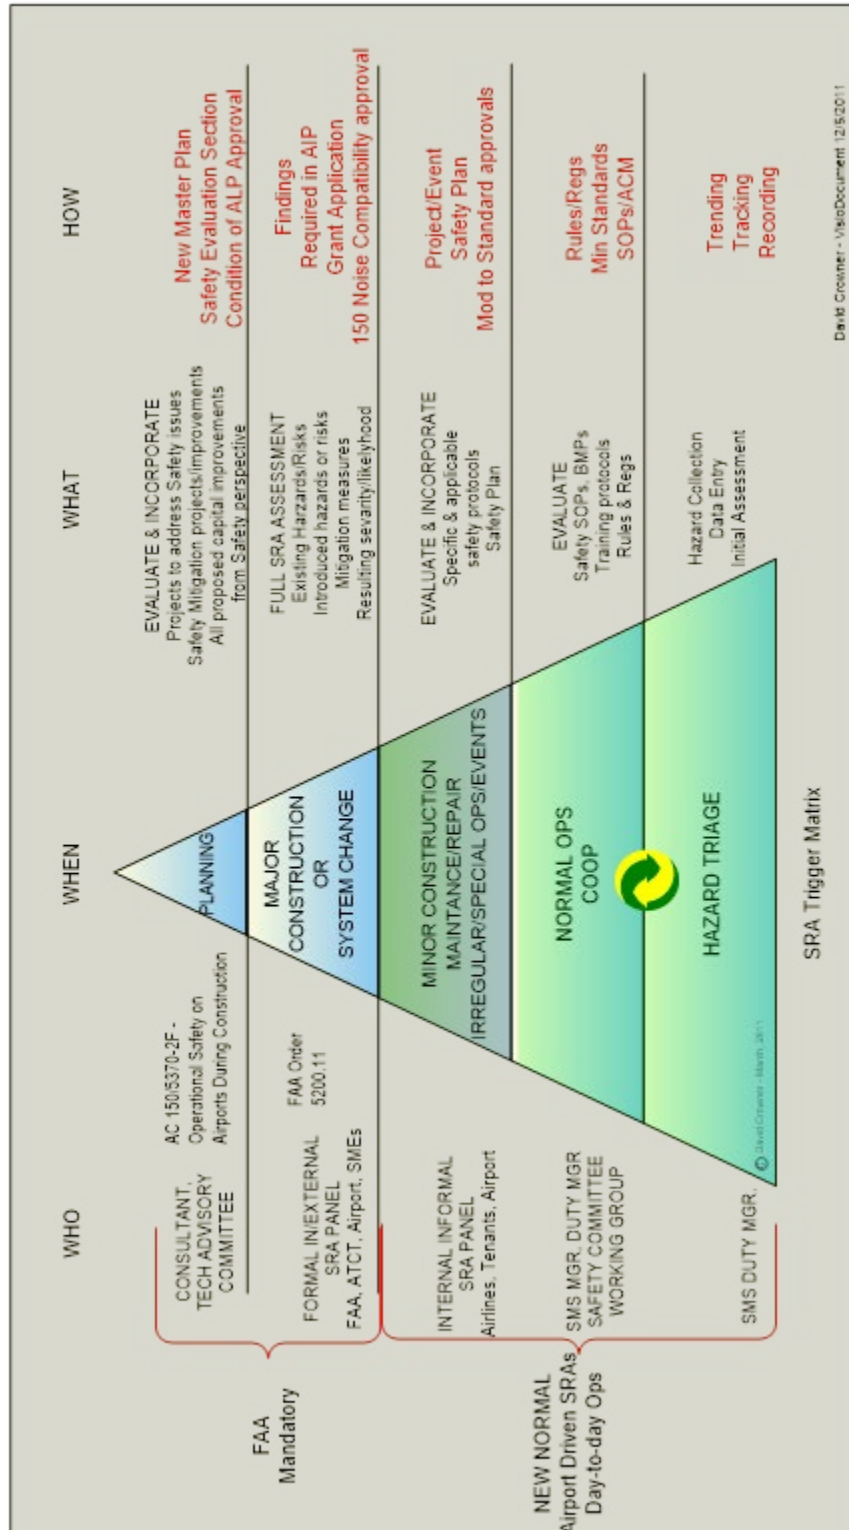 WHO
WHEN
WHAT
HOW
FAA
Mandatory
CONSULTANT,
TECH ADVISORY
COMMITTEE
AC 150/5370-2F -
Operational Safety on
Airports During Construction
PLANNING
EVALUATE & INCORPORATE
Projects to address Safety issues
Safety Mitigation projects/improvements
All proposed capital improvements
from Safety perspective
New Master Plan
Safety Evaluation Section
Condition of ALP Approval
FORMAL IN/EXTERNAL
SRA PANEL
FAA, ATCT, Airport, SMEs
FAA Order
5200.11
MAJOR
CONSTRUCTION
OR
SYSTEM CHANGE
FULL SRA ASSESSMENT
Existing Harzards/Risks
Introduced hazards or risks
Mitigation measures
Resulting sevarity/likelyhood
Findings
Required in AIP
Grant Application
150 Noise Compatibility approval
NEW NORMAL
Airport Driven SRAs
Day-to-day Ops
INTERNAL INFORMAL
SRA PANEL
Airlines, Tenants, Airport
MINOR CONSTRUCTION
MAINTANCE/REPAIR
IRREGULAR/SPECIAL OPS/EVENTS
EVALUATE & INCORPORATE
Specific & applicable
safety protocols
Safety Plan
Project/Event
Safety Plan
Mod to Standard approvals
SMS MGR. DUTY MGR
SAFETY COMMITTEE
WORKING GROUP
NORMAL OPS
COOP
EVALUATE
Safety SOPs, BMPs
Training protocols
Rules & Regs
Rules/Regs
Min Standards
SOPs/ACM
SMS DUTY MGR.
HAZARD TRIAGE
Hazard Collection
Data Entry
Initial Assessment
Trending
Tracking
Recording
© David Crowner - March, 2011
SRA Trigger Matrix
David Crowner - VisioDocument 12/5/2011